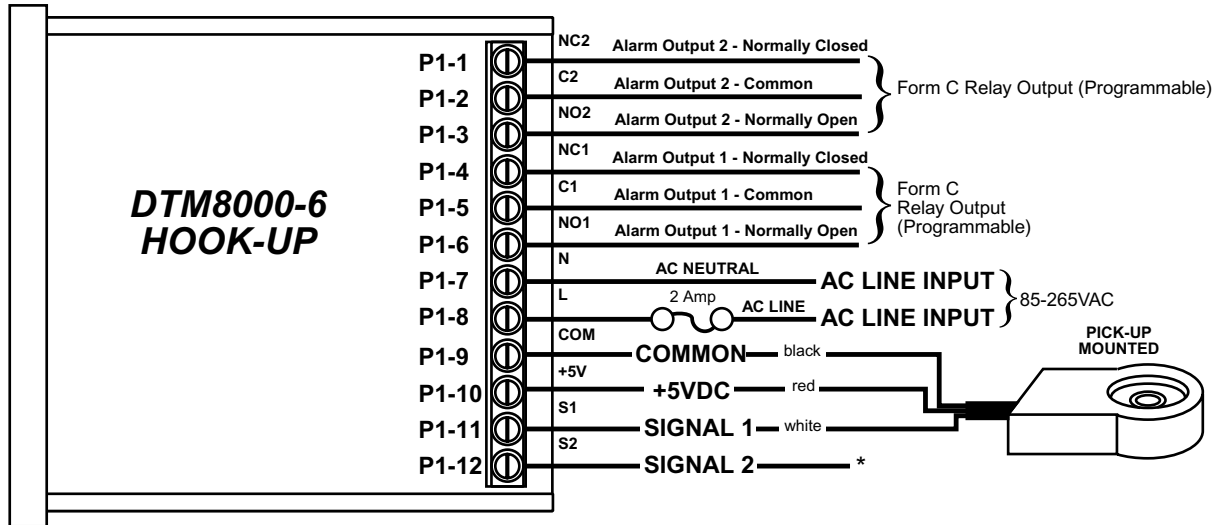 DTM8000-6
HOOK-UP
P1-1
NC2
Alarm Output 2 - Normally Closed
P1-2
C2
Alarm Output 2 - Common
P1-3
NO2
Alarm Output 2 - Normally Open
Form C Relay Output (Programmable)
P1-4
NC1
Alarm Output 1 - Normally Closed
P1-5
C1
Alarm Output 1 - Common
P1-6
NO1
Alarm Output 1 - Normally Open
Form C
Relay Output
(Programmable)
P1-7
N
AC NEUTRAL
AC LINE INPUT
P1-8
L
2 Amp
AC LINE
AC LINE INPUT
85-265VAC
P1-9
COM
COMMON
black
P1-10
+5V
+5VDC
red
P1-11
S1
SIGNAL 1
white
P1-12
S2
SIGNAL 2
*
PICK-UP
MOUNTED